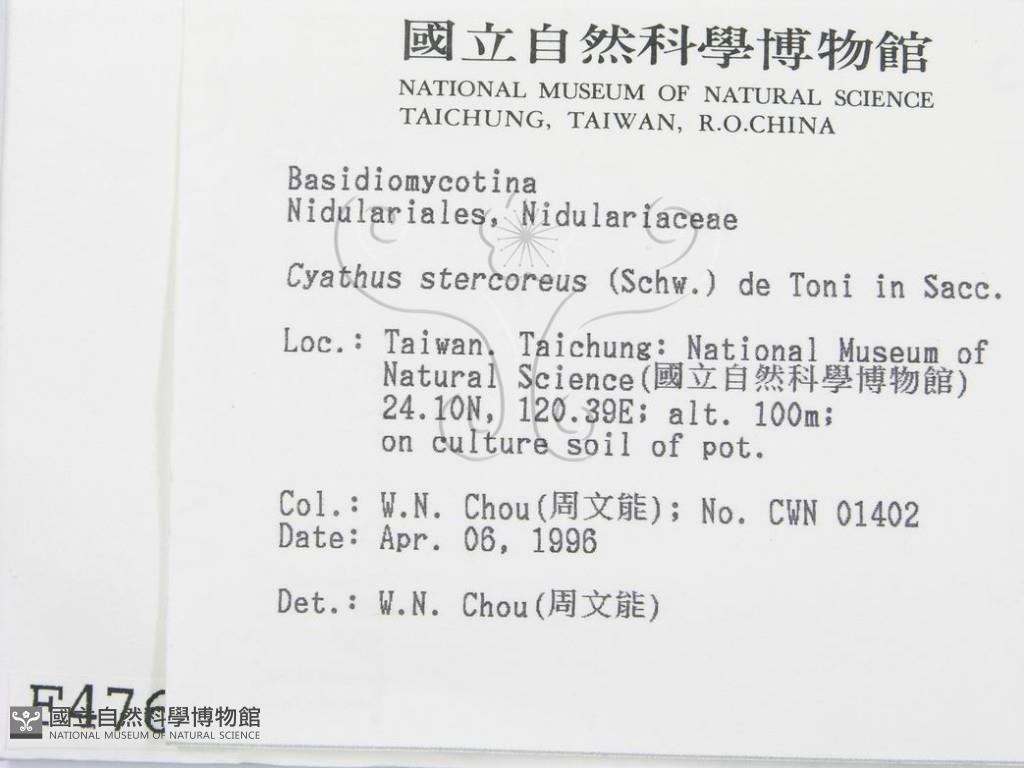 國立自然科學博物館
NATIONAL MUSEUM OF NATURAL SCIENCE
TAICHUNG, TAIWAN, R.O.CHINA
Basidiomycotina
Nidulariales, Nidulariaceae
Cyathus stercoreus (Schw.) de Toni in Sacc.
Loc.: Taiwan. Taichung: National Museum of
Natural Science(國立自然科學博物館)
24.10N, 120.39E; alt. 100m;
on culture soil of pot.
Col.: W.N. Chou(周文能); No. CWN 01402
Date: Apr. 06, 1996
Det.: W.N. Chou(周文能)
國立自然科學博物館
NATIONAL MUSEUM OF NATURAL SCIENCE